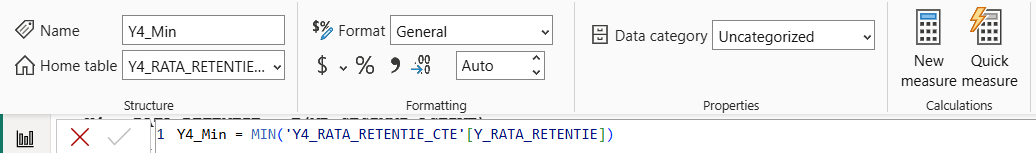 Name
Y4_Min
Home table
Y4_RATA_RETENTIE...
Structure
$% Format
General
$ % , .00
Auto
Formatting
Data category
Uncategorized
Properties
New
measure
Quick
measure
Calculations
1 Y4_Min = MIN('Y4_RATA_RETENTIE_CTE'[Y_RATA_RETENTIE])